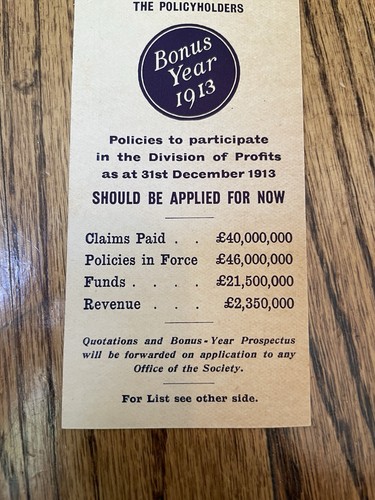 THE POLICYHOLDERS
Bonus
Year
1913
Policies to participate
in the Division of Profits
as at 31st December 1913
SHOULD BE APPLIED FOR NOW
Claims Paid . . £40,000,000
Policies in Force £46,000,000
Funds . . . . £21,500,000
Revenue . . . £2,350,000
Quotations and Bonus-Year Prospectus
will be forwarded on application to any
Office of the Society.
For List see other side.